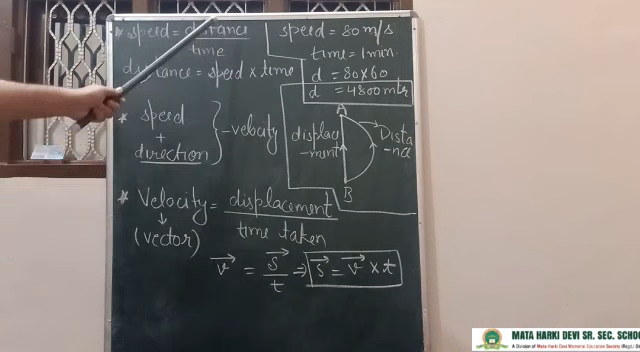 * speed = distance
time
distance = speed x time
* Speed
+
direction
} - velocity
* Velocity = displacement
time taken
↓
(vector)
v = s
t
⇒ s = v x t
speed = 80 m/s
time = 1 min.
d = 80 x 60
d = 4800 mtr
A
displace
-ment
Dista
-nce
B
MATA HARKI DEVI SR. SEC. SCHOO
A Division of Mata Harki Devi Memorial Education Society (Regd.)